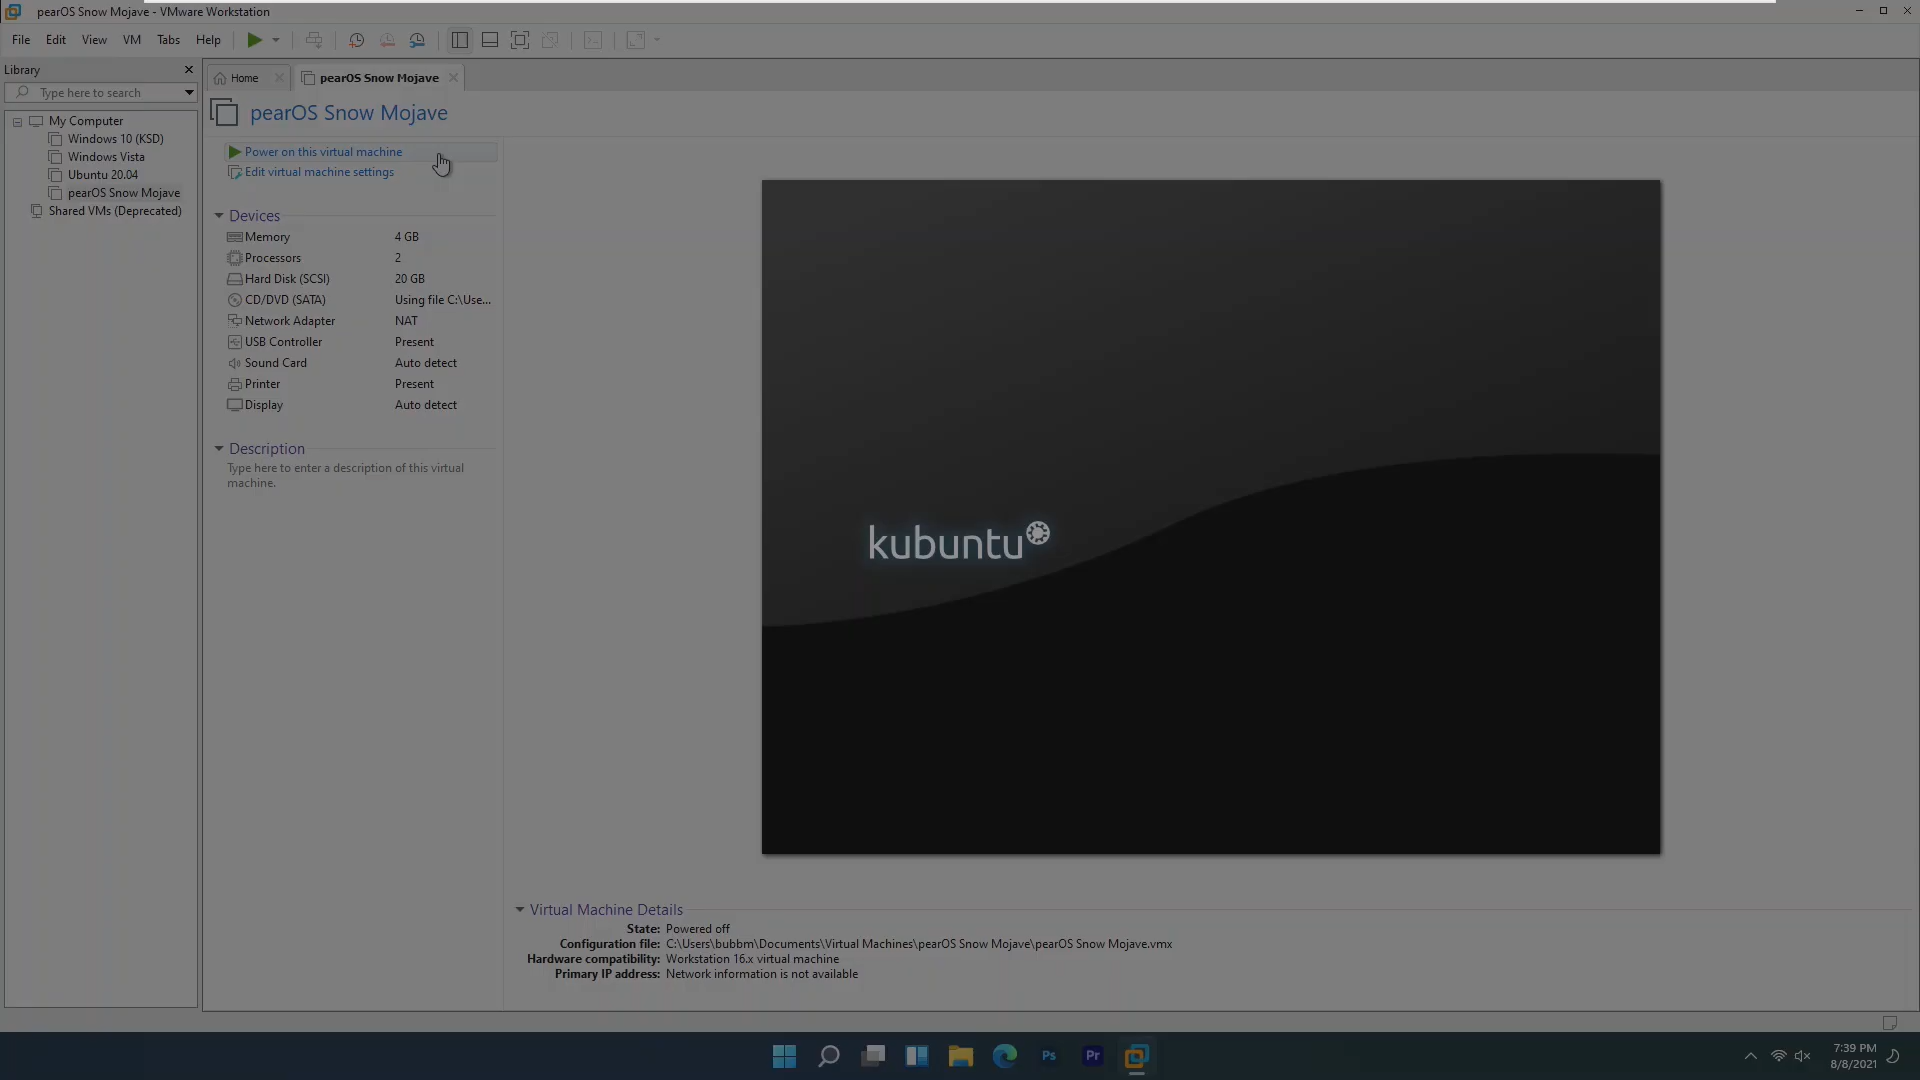 pearOS Snow Mojave - VMware Workstation
File Edit View VM Tabs Help
Library
Type here to search
My Computer
Windows 10 (KSD)
Windows Vista
Ubuntu 20.04
pearOS Snow Mojave
Shared VMs (Deprecated)
Home
pearOS Snow Mojave
pearOS Snow Mojave
Power on this virtual machine
Edit virtual machine settings
Devices
Memory 4 GB
Processors 2
Hard Disk (SCSI) 20 GB
CD/DVD (SATA) Using file C:\Use...
Network Adapter NAT
USB Controller Present
Sound Card Auto detect
Printer Present
Display Auto detect
Description
Type here to enter a description of this virtual
machine.
kubuntu
Virtual Machine Details
State: Powered off
Configuration file: C:\Users\bubbm\Documents\Virtual Machines\pearOS Snow Mojave\pearOS Snow Mojave.vmx
Hardware compatibility: Workstation 16.x virtual machine
Primary IP address: Network information is not available
Ps
Pr
7:39 PM
8/8/2021